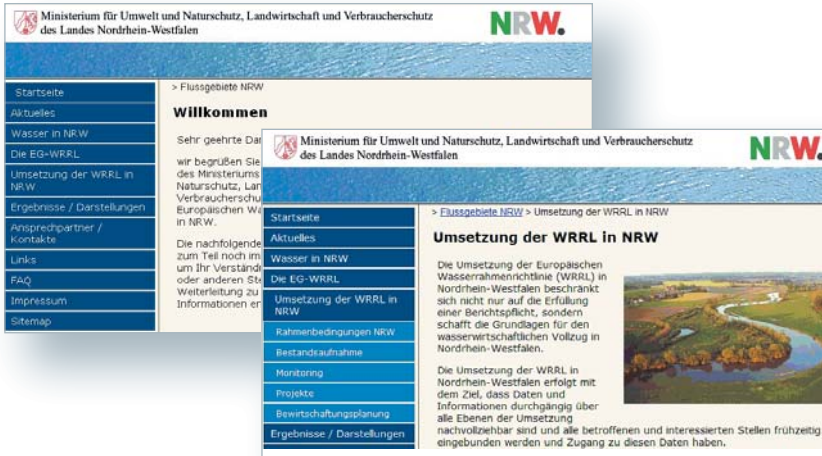 Ministerium für Umwelt und Naturschutz, Landwirtschaft und Verbraucherschutz
des Landes Nordrhein-Westfalen
NRW.
> Flussgebiete NRW
Startseite
Aktuelles
Wasser in NRW
Die EG-WRRL
Umsetzung der WRRL in
NRW
Ergebnisse / Darstellungen
Ansprechpartner /
Kontakte
Links
FAQ
Impressum
Sitemap
Willkommen
Sehr geehrte
wir begrüßen Sie
des Ministeriums
Naturschutz,
Europäischen
in NRW.
Die nachfolgende
zum Teil noch im
um Ihr
oder anderen
Weiterleitung zu
Informationen
Ministerium für Umwelt und Naturschutz, Landwirtschaft und Verbraucherschutz
des Landes Nordrhein-Westfalen
NRW.
> Flussgebiete NRW > Umsetzung der WRRL in NRW
Startseite
Aktuelles
Wasser in NRW
Die EG-WRRL
Umsetzung der WRRL in
NRW
Rahmenbedingungen NRW
Bestandsaufnahme
Monitoring
Projekte
Bewirtschaftungsplanung
Ergebnisse / Darstellungen
Umsetzung der WRRL in NRW
Die Umsetzung der Europäischen
Wasserrahmenrichtlinie (WRRL) in
Nordrhein-Westfalen beschränkt
sich nicht nur auf die Erfüllung
einer Berichtspflicht, sondern
schafft die Grundlagen für den
wasserwirtschaftlichen Vollzug in
Nordrhein-Westfalen.
Die Umsetzung der WRRL in
Nordrhein-Westfalen erfolgt mit
dem Ziel, dass Daten und
Informationen durchgängig über
alle Ebenen der Umsetzung
nachvollziehbar sind und alle betroffenen und interessierten Stellen frühzeitig
eingebunden werden und Zugang zu diesen Daten haben.